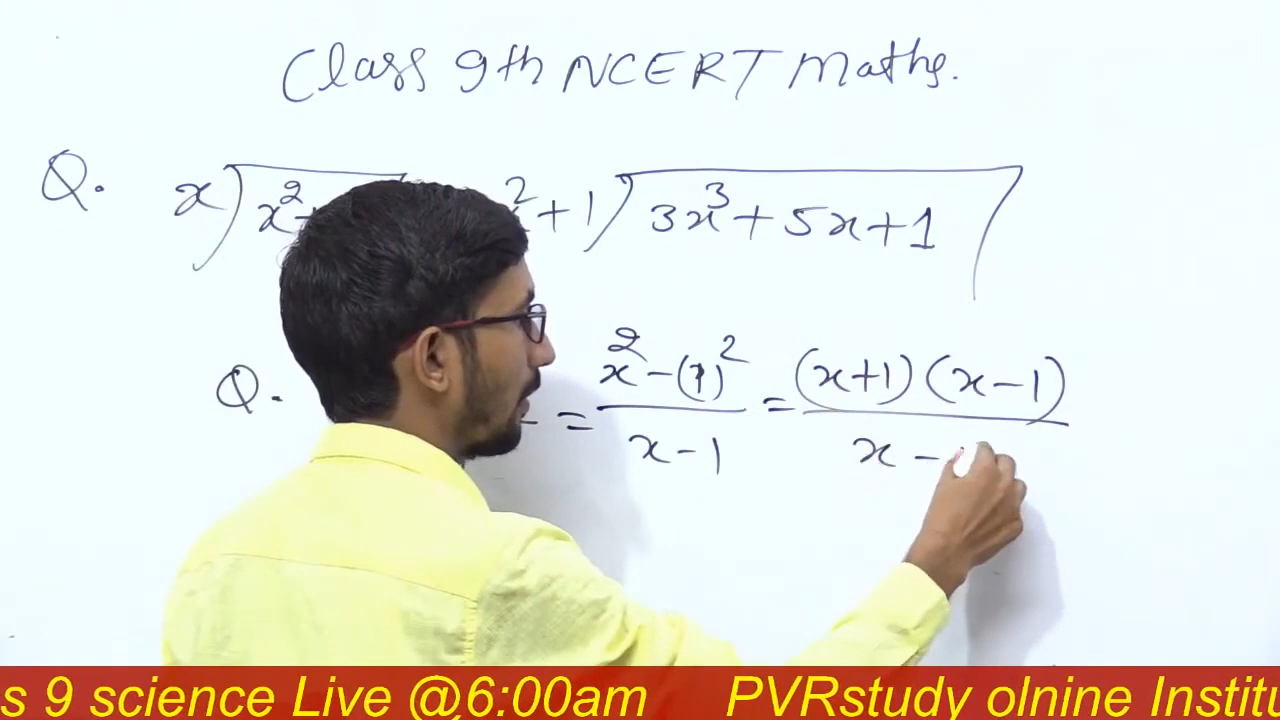 Class 9th NCERT Maths.
Q. x) x² 2+1) 3x³+5x+1
Q. = x²-(1)²/x-1 = (x+1)(x-1)/x-
s 9 science Live @6:00am PVRstudy olnine Institu